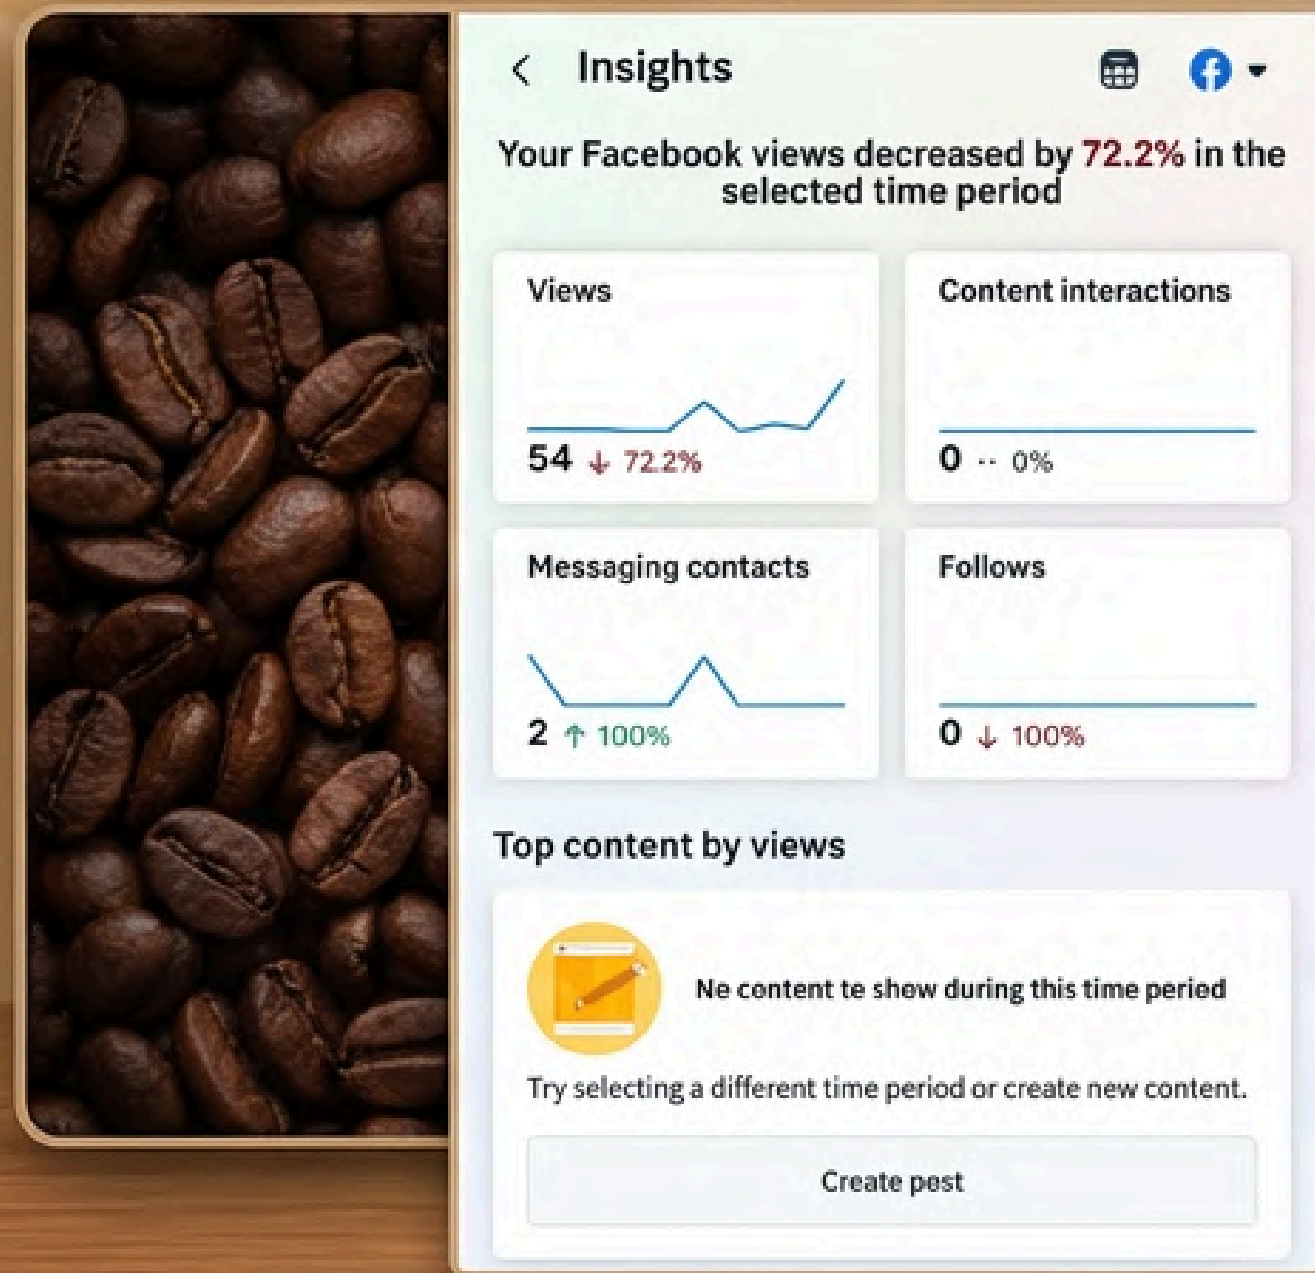 Insights
Your Facebook views decreased by 72.2% in the
selected time period
Views
54 ↓ 72.2%
Content interactions
0 -- 0%
Messaging contacts
2 ↑ 100%
Follows
0 ↓ 100%
Top content by views
Ne content te show during this time period
Try selecting a different time period or create new content.
Create pest